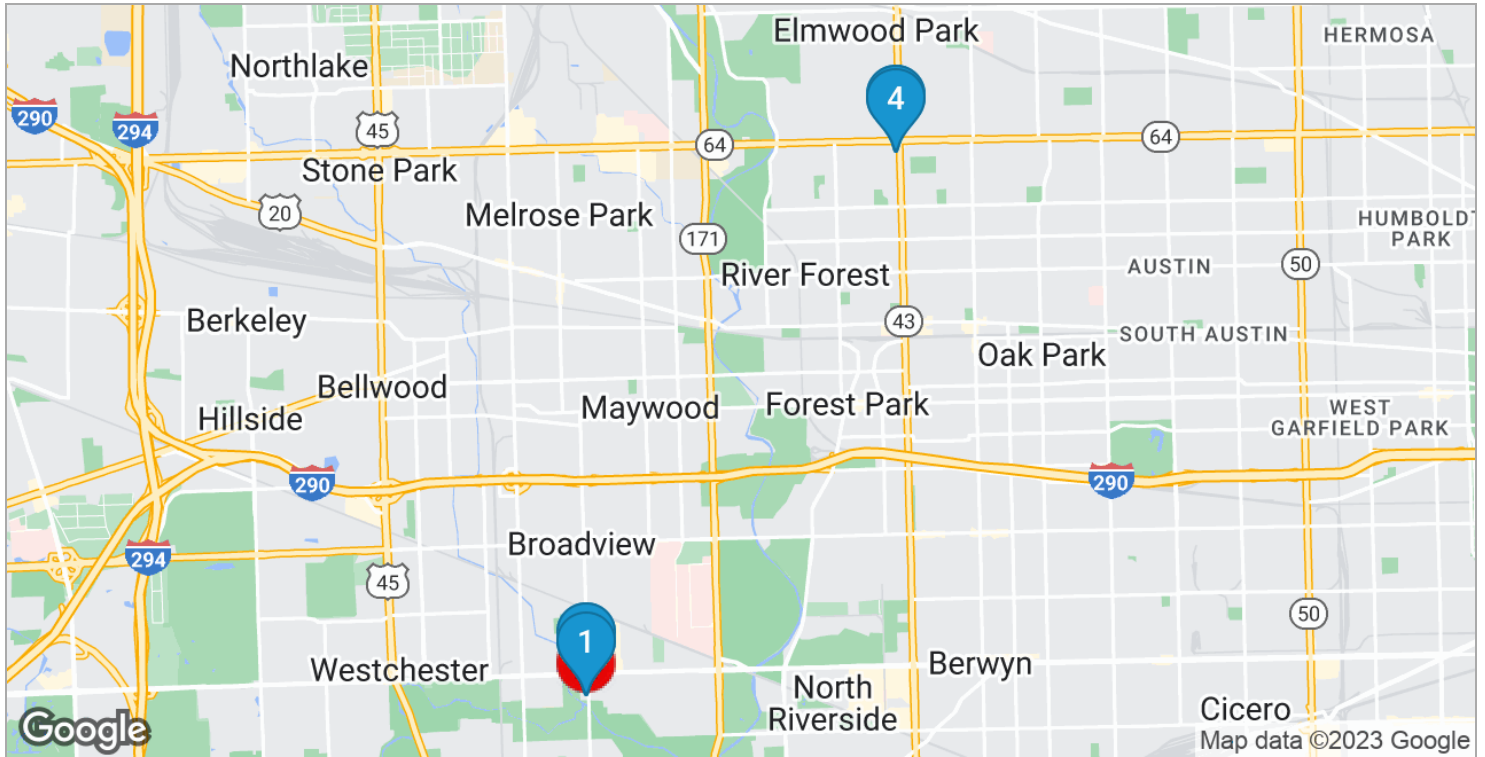 Elmwood Park
HERMOSA
Northlake
4
290
294
45
64
64
Stone Park
20
Melrose Park
171
HUMBOLDT
PARK
River Forest
AUSTIN
50
Berkeley
43
SOUTH AUSTIN
Oak Park
Bellwood
Hillside
Maywood
Forest Park
WEST
GARFIELD PARK
290
290
Broadview
294
45
50
1
Westchester
Berwyn
North
Riverside
Cicero
Google
Map data ©2023 Google